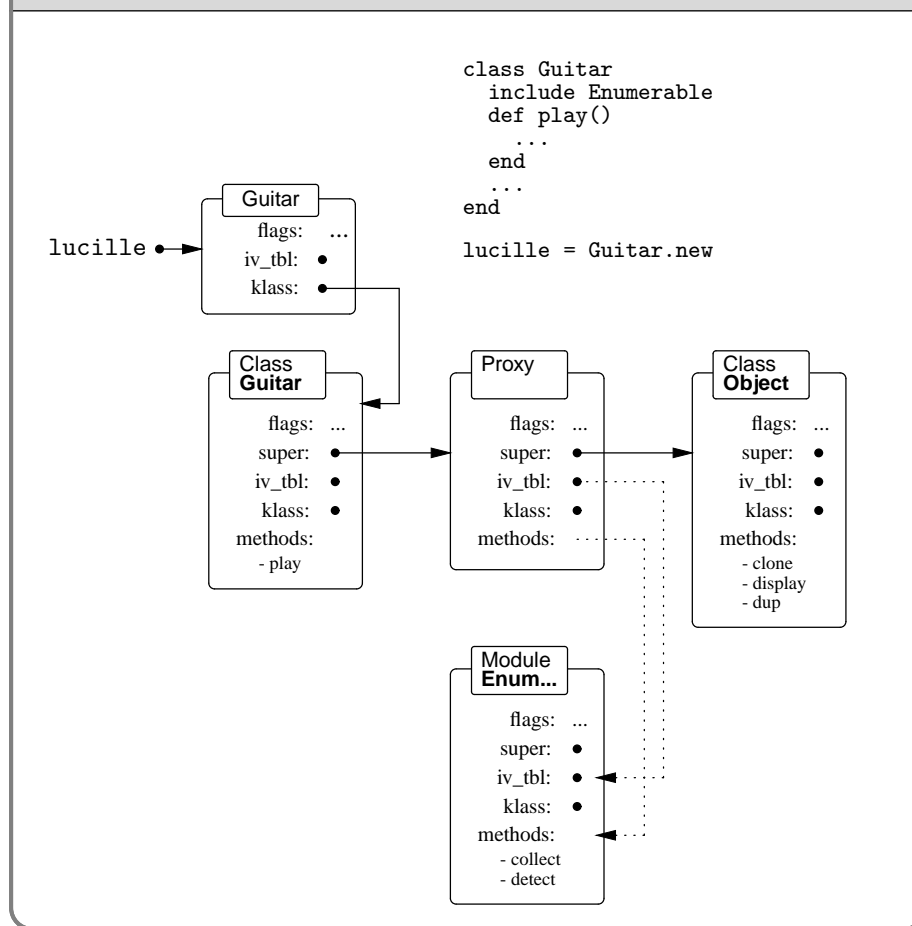 class Guitar
include Enumerable
def play()
...
end
...
end
lucille = Guitar.new
lucille
Guitar
flags: ...
iv_tbl:
klass:
Class
Guitar
flags: ...
super:
iv_tbl:
klass:
methods:
- play
Proxy
flags: ...
super:
iv_tbl:
klass:
methods:
Class
Object
flags: ...
super:
iv_tbl:
klass:
methods:
- clone
- display
- dup
Module
Enum...
flags: ...
super:
iv_tbl:
klass:
methods:
- collect
- detect